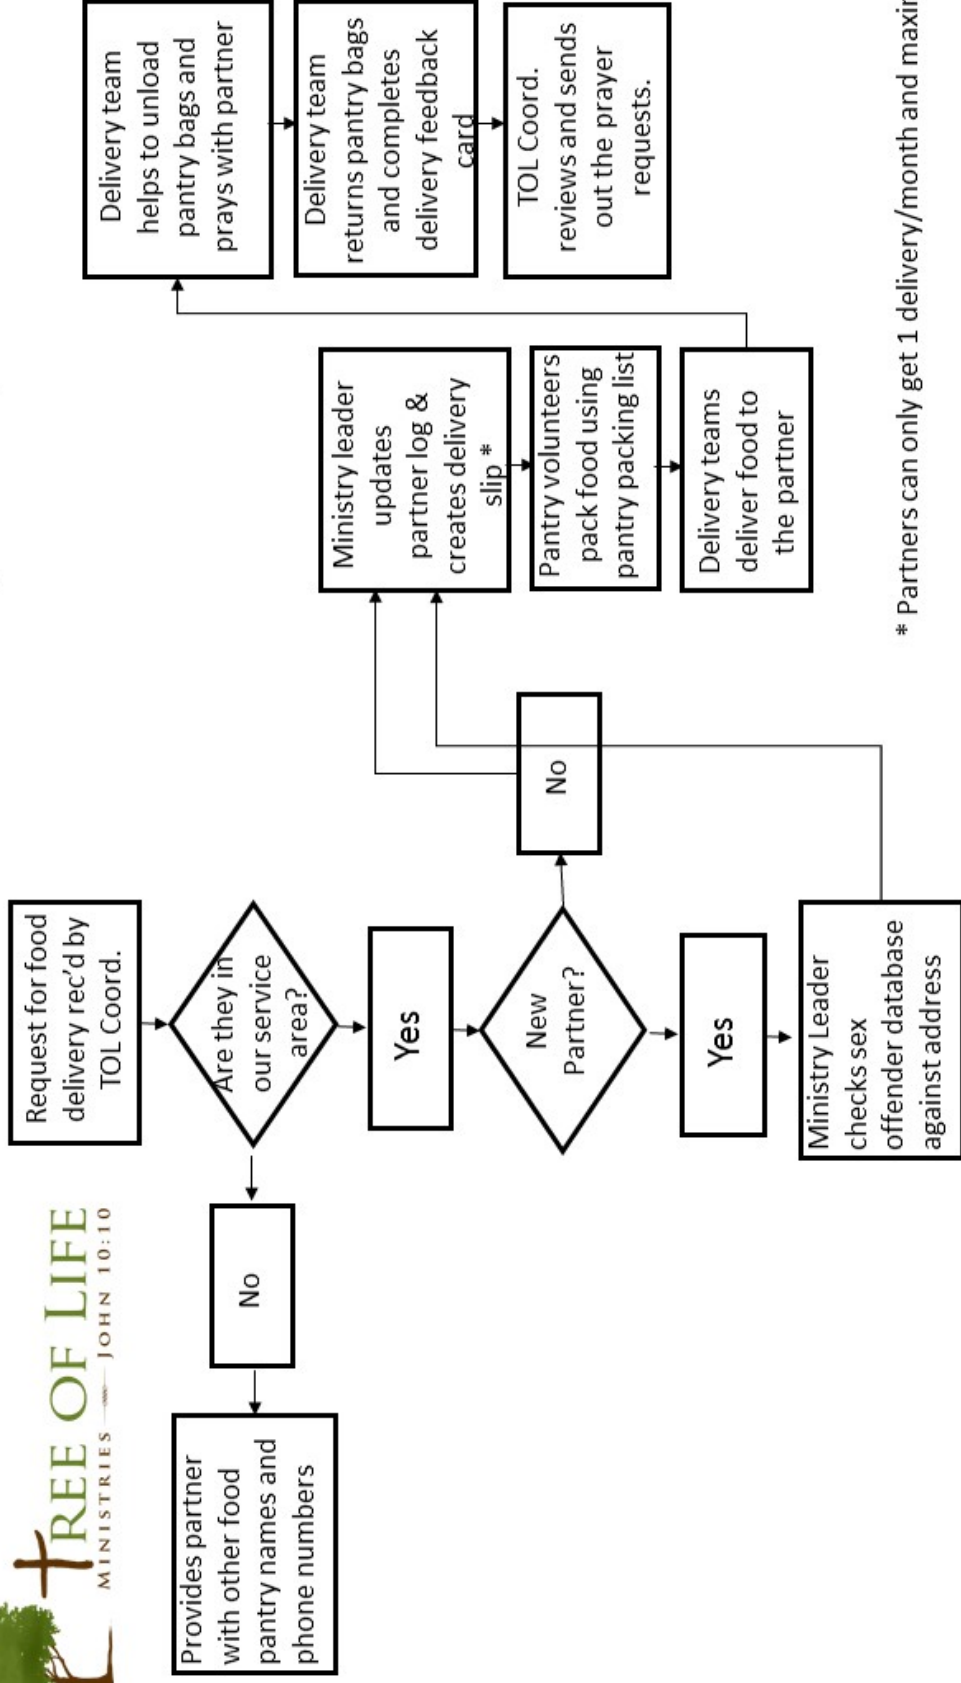 TREE OF LIFE
MINISTRIES JOHN 10:10
Request for food
delivery rec'd by
TOL Coord.
Are they in
our service
area?
No
Provides partner
with other food
pantry names and
phone numbers
Yes
New
Partner?
No
Yes
Ministry Leader
checks sex
offender database
against address
Ministry leader
updates
partner log &
creates delivery
slip *
Pantry volunteers
pack food using
pantry packing list
Delivery teams
deliver food to
the partner
Delivery team
helps to unload
pantry bags and
prays with partner
Delivery team
returns pantry bags
and completes
delivery feedback
card
TOL Coord.
reviews and sends
out the prayer
requests.
* Partners can only get 1 delivery/month and